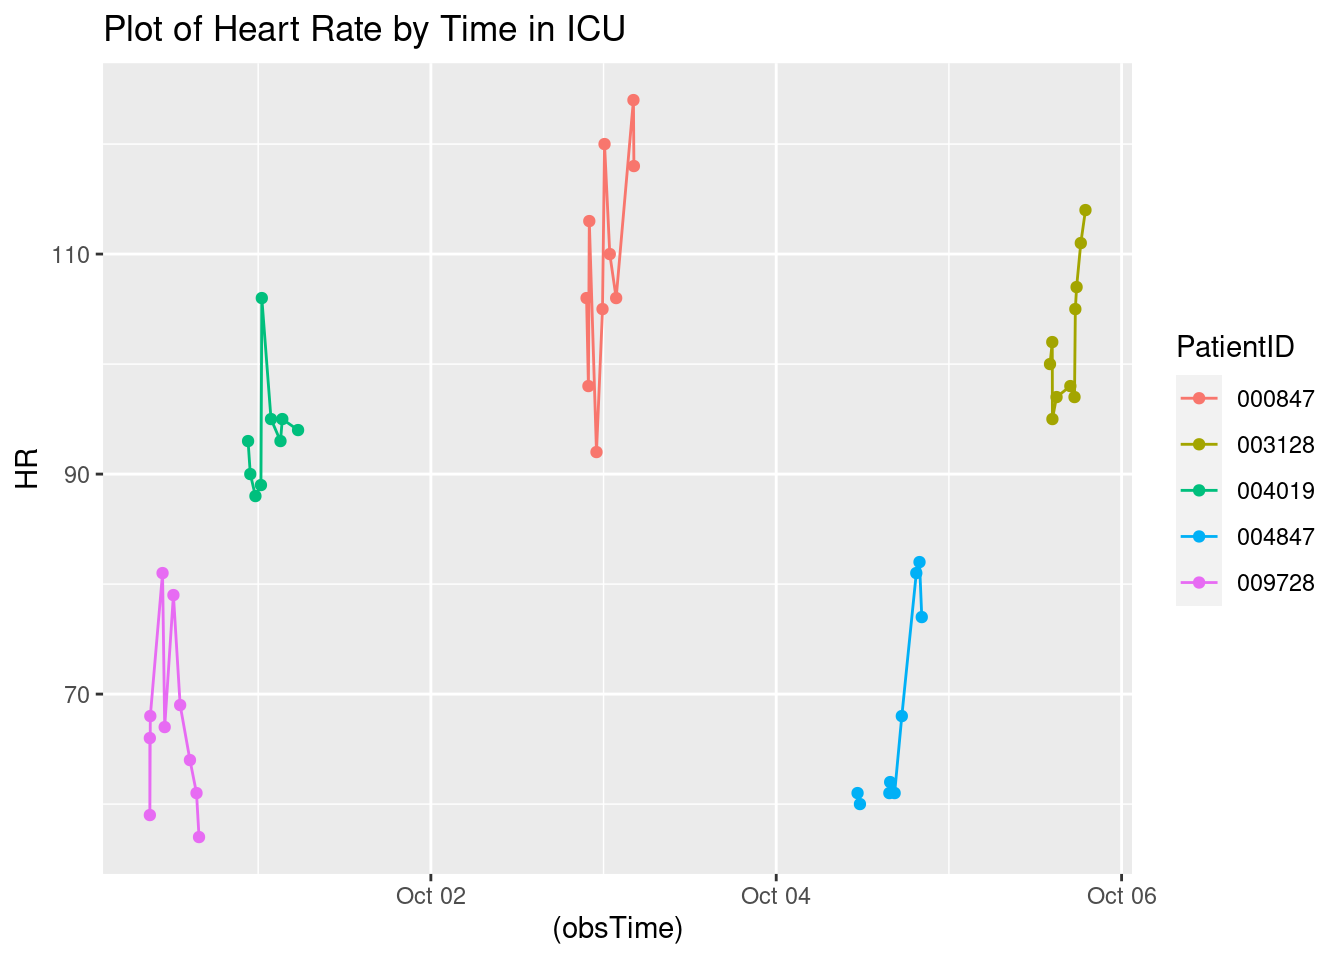 Plot of Heart Rate by Time in ICU
110
90
70
HR
Oct 02
Oct 04
Oct 06
(obsTime)
PatientID
000847
003128
004019
004847
009728